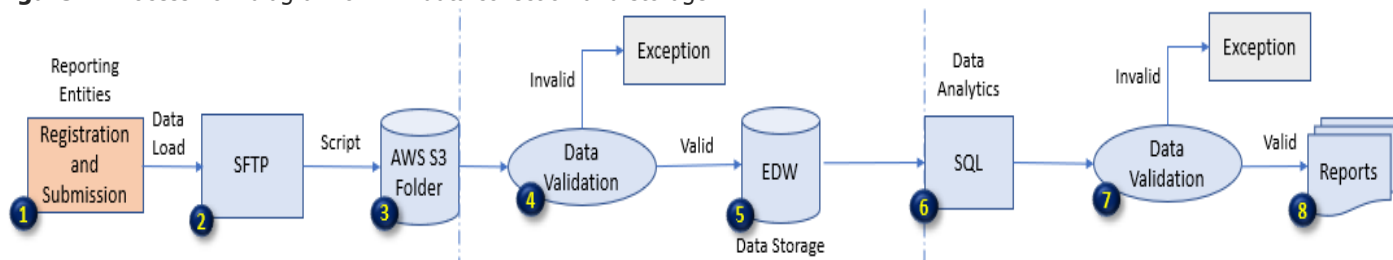 Reporting
Entities
Registration
and
Submission
1
Data
Load
SFTP
2
Script
AWS S3
Folder
3
Data
Validation
4
Invalid
Exception
Valid
EDW
5
Data Storage
Data
Analytics
SQL
6
Data
Validation
7
Invalid
Exception
Valid
Reports
8